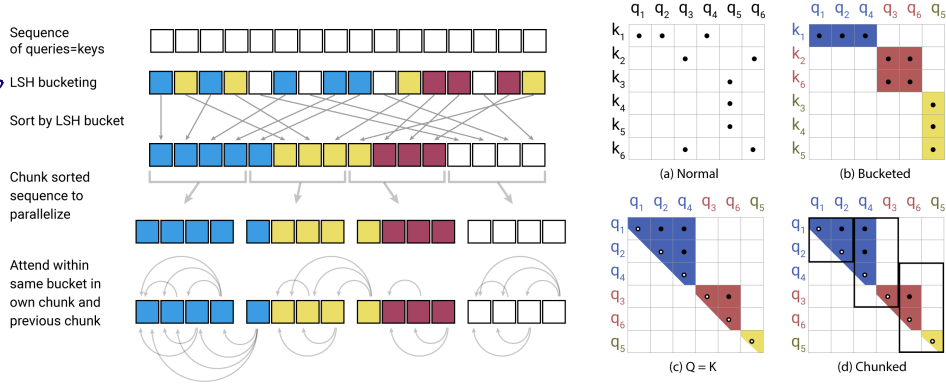 Sequence
of queries=keys
LSH bucketing
Sort by LSH bucket
Chunk sorted
sequence to
parallelize
Attend within
same bucket in
own chunk and
previous chunk
q1 q2 q4 q3 q5 q6
k1
k2
k3
k4
k5
k6
(a) Normal
q1 q2 q4 q3 q6 q5
k1
k2
k6
k3
k4
k5
(b) Bucketed
q1 q2 q4 q3 q6 q5
q1
q2
q4
q3
q6
q5
(c) Q = K
q1 q2 q4 q3 q6 q5
q1
q2
q4
q3
q6
q5
(d) Chunked